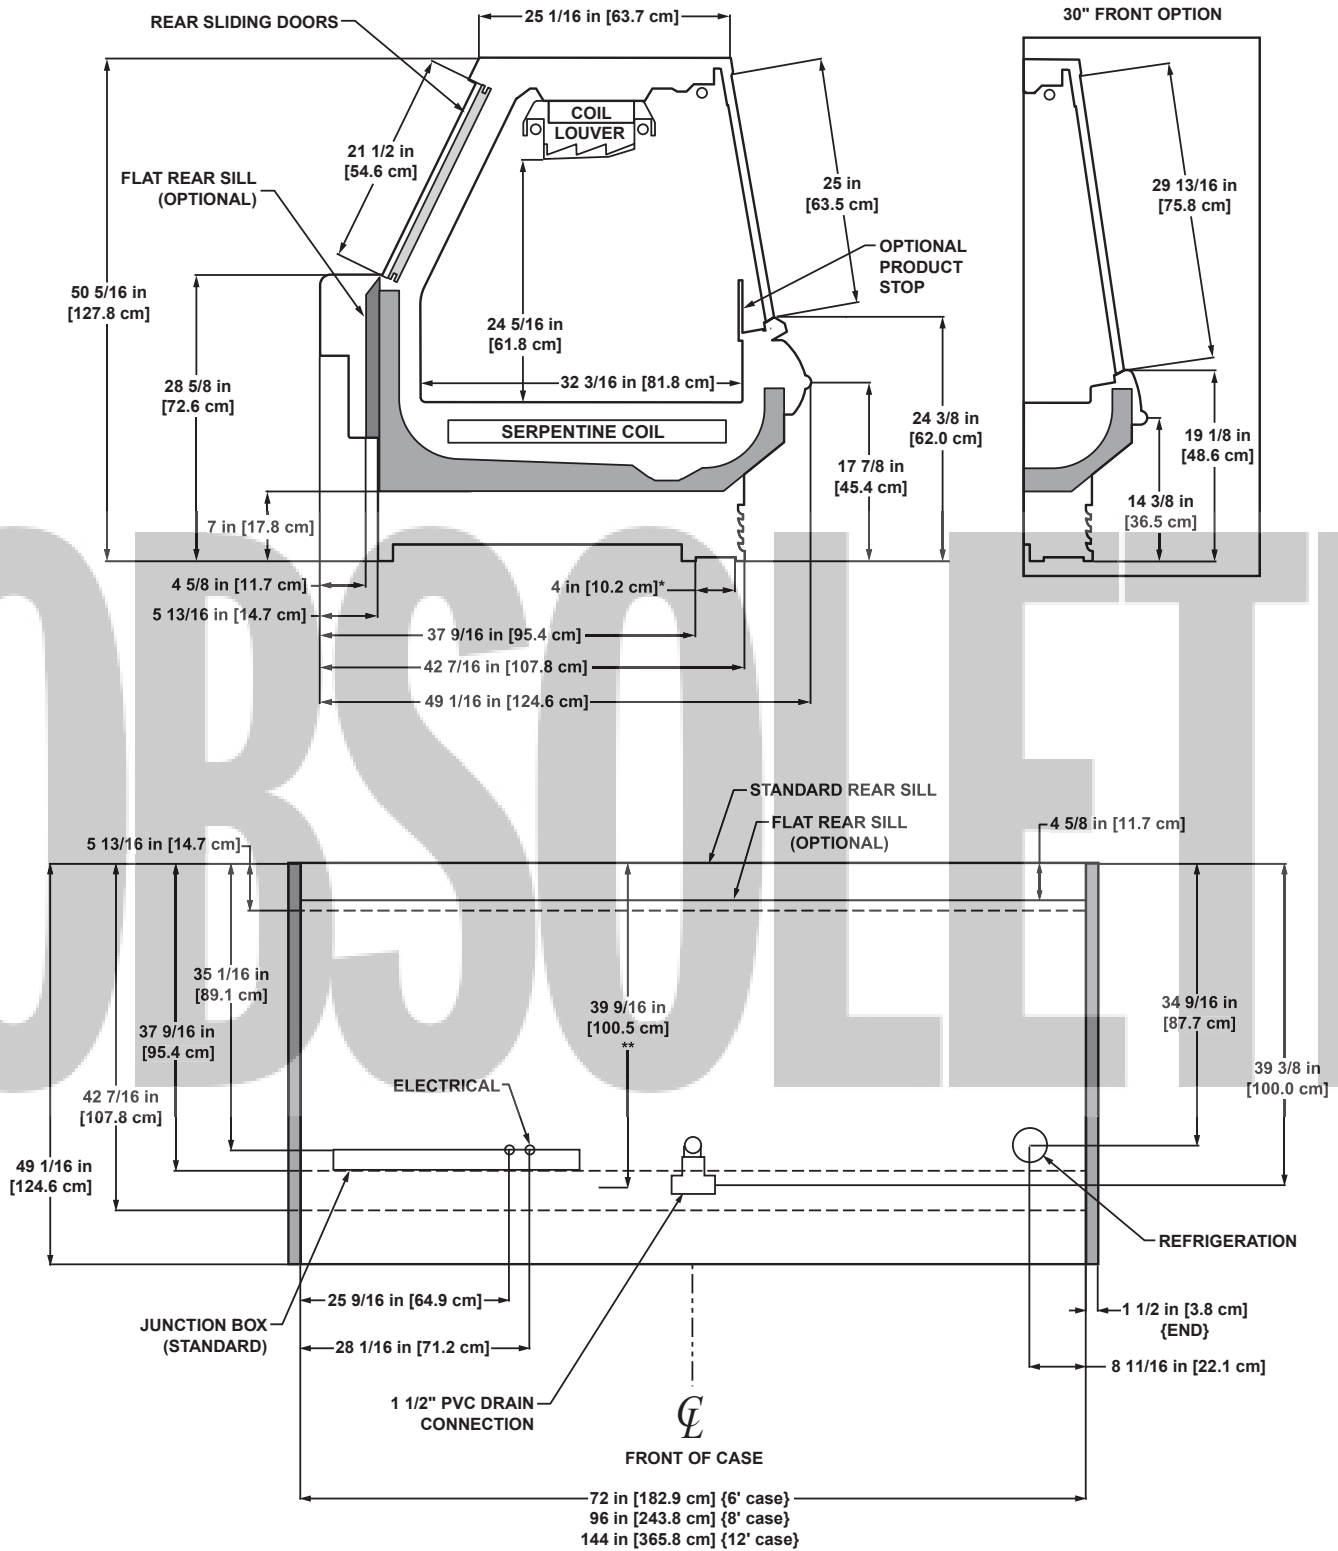 25 1/16 in [63.7 cm]
REAR SLIDING DOORS
30" FRONT OPTION
COIL
LOUVER
21 1/2 in
[54.6 cm]
FLAT REAR SILL
(OPTIONAL)
25 in
[63.5 cm]
29 13/16 in
[75.8 cm]
OPTIONAL
PRODUCT
STOP
50 5/16 in
[127.8 cm]
24 5/16 in
[61.8 cm]
28 5/8 in
[72.6 cm]
32 3/16 in [81.8 cm]
24 3/8 in
[62.0 cm]
SERPENTINE COIL
19 1/8 in
[48.6 cm]
17 7/8 in
[45.4 cm]
14 3/8 in
[36.5 cm]
7 in [17.8 cm]
4 5/8 in [11.7 cm]
4 in [10.2 cm]*
5 13/16 in [14.7 cm]
37 9/16 in [95.4 cm]
42 7/16 in [107.8 cm]
49 1/16 in [124.6 cm]
OBSOLETE
STANDARD REAR SILL
FLAT REAR SILL
(OPTIONAL)
4 5/8 in [11.7 cm]
5 13/16 in [14.7 cm]
35 1/16 in
[89.1 cm]
39 9/16 in
[100.5 cm]
**
34 9/16 in
[87.7 cm]
37 9/16 in
[95.4 cm]
39 3/8 in
[100.0 cm]
42 7/16 in
[107.8 cm]
ELECTRICAL
49 1/16 in
[124.6 cm]
REFRIGERATION
25 9/16 in [64.9 cm]
1 1/2 in [3.8 cm]
{END}
JUNCTION BOX
(STANDARD)
28 1/16 in [71.2 cm]
8 11/16 in [22.1 cm]
1 1/2" PVC DRAIN
CONNECTION
CL
FRONT OF CASE
72 in [182.9 cm] {6' case}
96 in [243.8 cm] {8' case}
144 in [365.8 cm] {12' case}